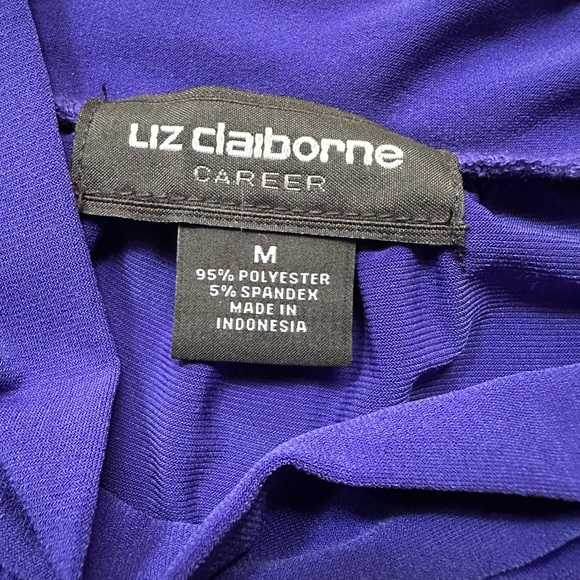 Liz claiborne
CAREER
M
95% POLYESTER
5% SPANDEX
MADE IN
INDONESIA